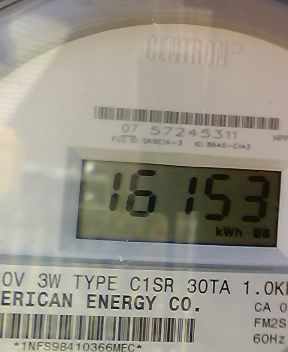 CENTRON
07 57245311
16153
kWh
0V 3W TYPE C1SR 30TA 1.0K
ERICAN ENERGY CO.
CA 0
FM2S
60Hz
*1NFS98410366MEC*